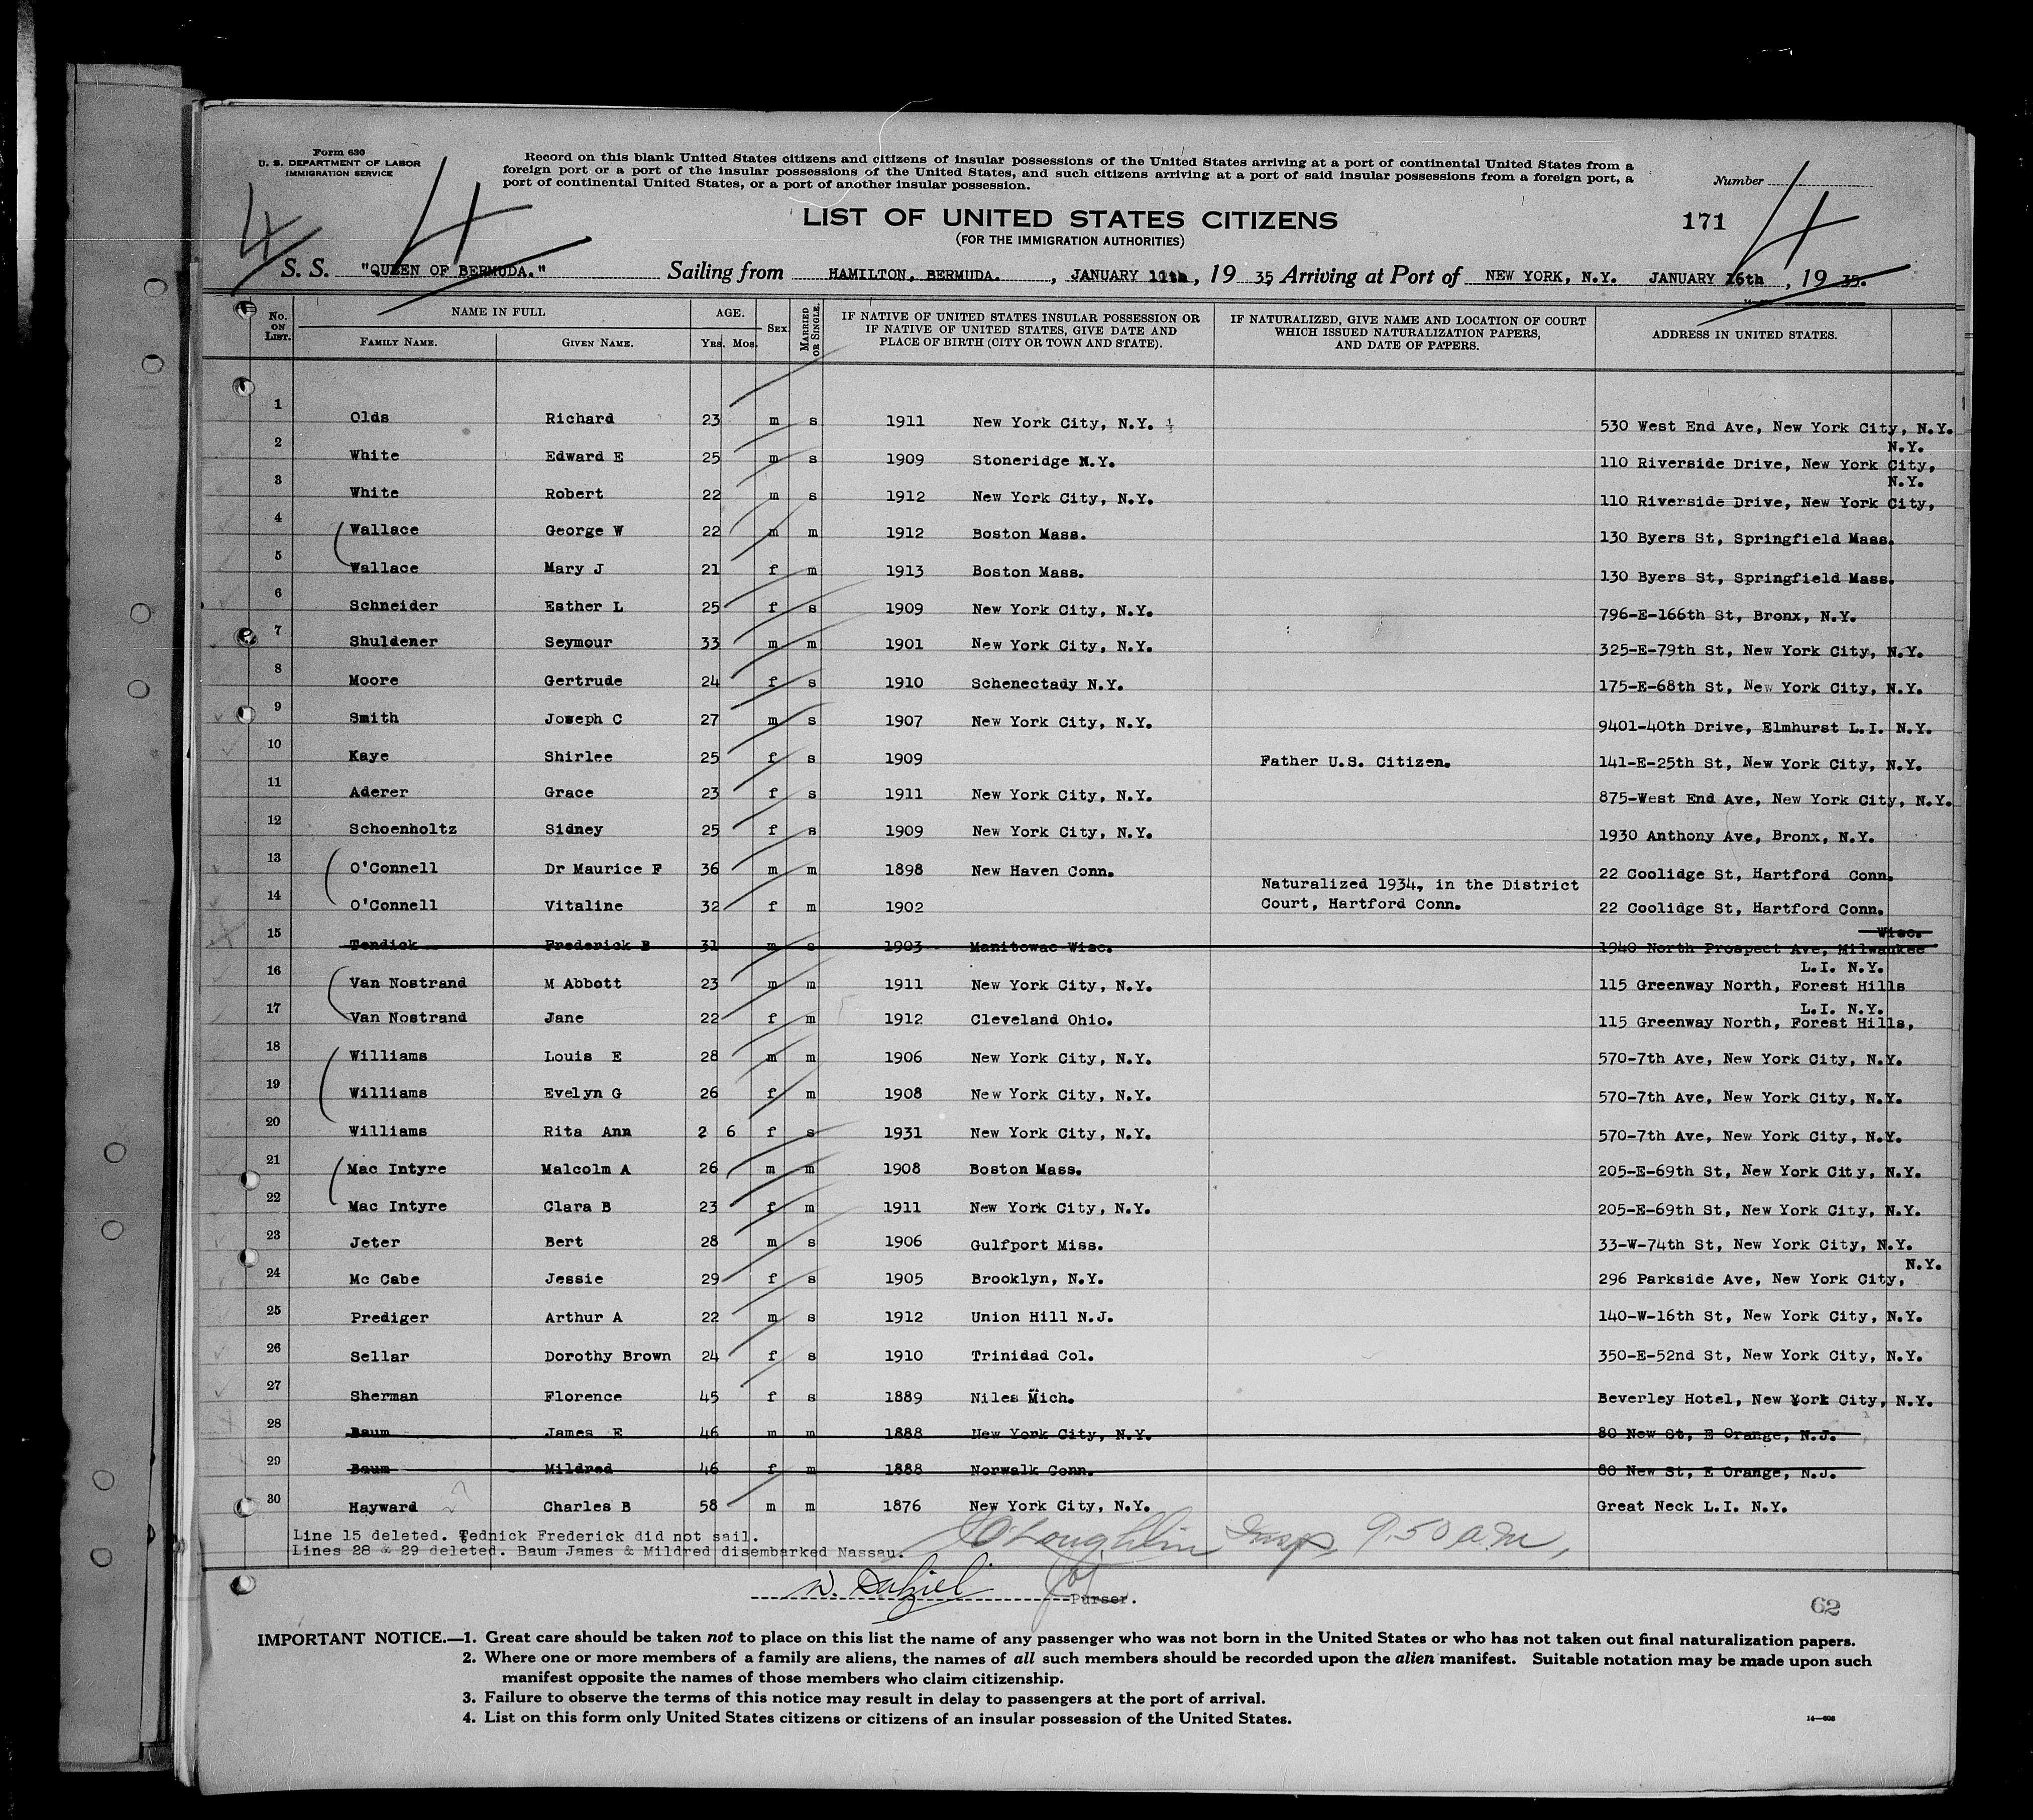 Form 630
U. S. DEPARTMENT OF LABOR
IMMIGRATION SERVICE
Record on this blank United States citizens and citizens of insular possessions of the United States arriving at a port of continental United States from a
foreign port or a port of the insular possessions of the United States, and such citizens arriving at a port of said insular possessions from a foreign port, a
port of continental United States, or a port of another insular possession.
Number
4 4 4
LIST OF UNITED STATES CITIZENS
171
(FOR THE IMMIGRATION AUTHORITIES)
S. S. "QUEEN OF BERMUDA." Sailing from HAMILTON, BERMUDA. , JANUARY 11th, 19 35, Arriving at Port of NEW YORK, N.Y. JANUARY 16th , 19 35.
No. ON LIST. NAME IN FULL FAMILY NAME. GIVEN NAME. AGE. YRS. MOS. SEX MARRIED OR SINGLE. IF NATIVE OF UNITED STATES INSULAR POSSESSION OR IF NATIVE OF UNITED STATES, GIVE DATE AND PLACE OF BIRTH (CITY OR TOWN AND STATE). IF NATURALIZED, GIVE NAME AND LOCATION OF COURT WHICH ISSUED NATURALIZATION PAPERS, AND DATE OF PAPERS. ADDRESS IN UNITED STATES.
1 Olds Richard 23 m s 1911 New York City, N.Y. 530 West End Ave, New York City, N.Y.
2 White Edward E 25 m s 1909 Stoneridge N.Y. 110 Riverside Drive, New York City, N.Y.
3 White Robert 22 m s 1912 New York City, N.Y. 110 Riverside Drive, New York City, N.Y.
4 Wallace George W 22 m m 1912 Boston Mass. 130 Byers St, Springfield Mass.
5 Wallace Mary J 21 f m 1913 Boston Mass. 130 Byers St, Springfield Mass.
6 Schneider Esther L 25 f s 1909 New York City, N.Y. 796-E-166th St, Bronx, N.Y.
7 Shuldener Seymour 33 m m 1901 New York City, N.Y. 325-E-79th St, New York City, N.Y.
8 Moore Gertrude 24 f s 1910 Schenectady N.Y. 175-E-68th St, New York City, N.Y.
9 Smith Joweph C 27 m s 1907 New York City, N.Y. 9401-40th Drive, Elmhurst L.I. N.Y.
10 Kaye Shirlee 25 f s 1909 Father U.S. Citizen. 141-E-25th St, New York City, N.Y.
11 Aderer Grace 23 f s 1911 New York City, N.Y. 875-West End Ave, New York City, N.Y.
12 Schoenholtz Sidney 25 f s 1909 New York City, N.Y. 1930 Anthony Ave, Bronx, N.Y.
13 O'Connell Dr Maurice F 36 m m 1898 New Haven Conn. 22 Coolidge St, Hartford Conn.
14 O'Connell Vitaline 32 f m 1902 Naturalized 1934, in the District Court, Hartford Conn. 22 Coolidge St, Hartford Conn.
15 Tendick Frederick B 31 m s 1903 Manitowac Wisc. 1940 North Prospect Ave, Milwaukee Wisc.
16 Van Nostrand M Abbott 23 m m 1911 New York City, N.Y. 115 Greenway North, Forest Hills L.I. N.Y.
17 Van Nostrand Jane 22 f m 1912 Cleveland Ohio. 115 Greenway North, Forest Hills, L.I. N.Y.
18 Williams Louis E 28 m m 1906 New York City, N.Y. 570-7th Ave, New York City, N.Y.
19 Williams Evelyn G 26 f m 1908 New York City, N.Y. 570-7th Ave, New York City, N.Y.
20 Williams Rita Ann 2 6 f s 1931 New York City, N.Y. 570-7th Ave, New York City, N.Y.
21 Mac Intyre Malcolm A 26 m m 1908 Boston Mass. 205-E-69th St, New York City, N.Y.
22 Mac Intyre Clara B 23 f m 1911 New York City, N.Y. 205-E-69th St, New York City, N.Y.
23 Jeter Bert 28 m s 1906 Gulfport Miss. 33-W-74th St, New York City, N.Y.
24 Mc Cabe Jessie 29 f s 1905 Brooklyn, N.Y. 296 Parkside Ave, New York City, N.Y.
25 Prediger Arthur A 22 m s 1912 Union Hill N.J. 140-W-16th St, New York City, N.Y.
26 Sellar Dorothy Brown 24 f s 1910 Trinidad Col. 350-E-52nd St, New York City, N.Y.
27 Sherman Florence 45 f s 1889 Niles Mich. Beverley Hotel, New York City, N.Y.
28 Baum James E 46 m m 1888 New York City, N.Y. 80 New St, E Orange, N.J.
29 Baum Mildred 46 f m 1888 Norwalk Conn. 80 New St, E Orange, N.J.
30 Hayward Charles B 58 m m 1876 New York City, N.Y. Great Neck L.I. N.Y.
Line 15 deleted. Tednick Frederick did not sail.
Lines 28 & 29 deleted. Baum James & Mildred disembarked Nassau.
O'Loughlin Insp. 9.50 a.m,
W. Dalziel Purser.
62
IMPORTANT NOTICE.—1. Great care should be taken not to place on this list the name of any passenger who was not born in the United States or who has not taken out final naturalization papers.
2. Where one or more members of a family are aliens, the names of all such members should be recorded upon the alien manifest. Suitable notation may be made upon such
manifest opposite the names of those members who claim citizenship.
3. Failure to observe the terms of this notice may result in delay to passengers at the port of arrival.
4. List on this form only United States citizens or citizens of an insular possession of the United States.
14—606